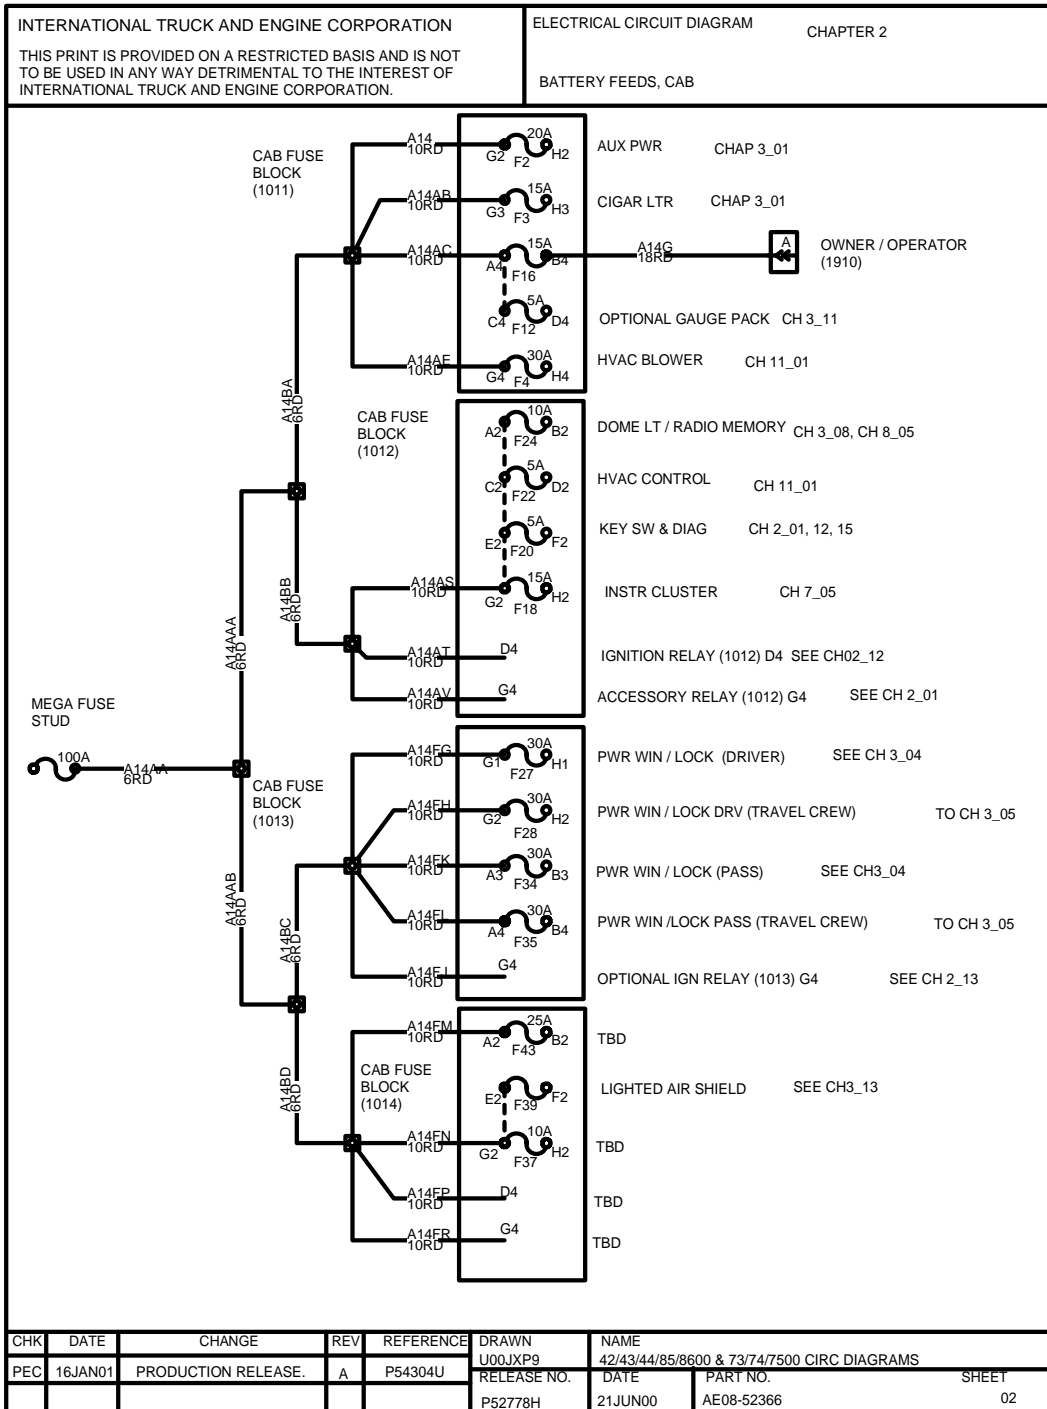 INTERNATIONAL TRUCK AND ENGINE CORPORATION
THIS PRINT IS PROVIDED ON A RESTRICTED BASIS AND IS NOT
TO BE USED IN ANY WAY DETRIMENTAL TO THE INTEREST OF
INTERNATIONAL TRUCK AND ENGINE CORPORATION.
ELECTRICAL CIRCUIT DIAGRAM CHAPTER 2
BATTERY FEEDS, CAB
CAB FUSE
BLOCK
(1011)
A14
10RD
G2 20A F2 H2
AUX PWR CHAP 3_01
A14AB
10RD
G3 15A F3 H3
CIGAR LTR CHAP 3_01
A14AC
10RD
A4 15A F16 B4
A14G
18RD
A
OWNER / OPERATOR
(1910)
C4 5A F12 D4
OPTIONAL GAUGE PACK CH 3_11
A14AE
10RD
G4 30A F4 H4
HVAC BLOWER CH 11_01
A14BA
6RD
CAB FUSE
BLOCK
(1012)
A2 10A F24 B2
DOME LT / RADIO MEMORY CH 3_08, CH 8_05
C2 5A F22 D2
HVAC CONTROL CH 11_01
E2 5A F20 F2
KEY SW & DIAG CH 2_01, 12, 15
A14AS
10RD
G2 15A F18 H2
INSTR CLUSTER CH 7_05
A14BB
6RD
A14AT
10RD
D4
IGNITION RELAY (1012) D4 SEE CH02_12
A14AV
10RD
G4
ACCESSORY RELAY (1012) G4 SEE CH 2_01
A14AAA
6RD
MEGA FUSE
STUD
100A
A14AA
6RD
CAB FUSE
BLOCK
(1013)
A14FG
10RD
G1 30A F27 H1
PWR WIN / LOCK (DRIVER) SEE CH 3_04
A14FH
10RD
G2 30A F28 H2
PWR WIN / LOCK DRV (TRAVEL CREW) TO CH 3_05
A14FK
10RD
A3 30A F34 B3
PWR WIN / LOCK (PASS) SEE CH3_04
A14FL
10RD
A4 30A F35 B4
PWR WIN /LOCK PASS (TRAVEL CREW) TO CH 3_05
A14FJ
10RD
G4
OPTIONAL IGN RELAY (1013) G4 SEE CH 2_13
A14AAB
6RD
A14BC
6RD
A14BD
6RD
CAB FUSE
BLOCK
(1014)
A14FM
10RD
A2 25A F43 B2
TBD
E2 F39 F2
LIGHTED AIR SHIELD SEE CH3_13
A14FN
10RD
G2 10A F37 H2
TBD
A14FP
10RD
D4
TBD
A14FR
10RD
G4
TBD
CHK DATE CHANGE REV REFERENCE
PEC 16JAN01 PRODUCTION RELEASE. A P54304U
DRAWN
U00JXP9
NAME
42/43/44/85/8600 & 73/74/7500 CIRC DIAGRAMS
RELEASE NO.
P52778H
DATE
21JUN00
PART NO.
AE08-52366
SHEET
02